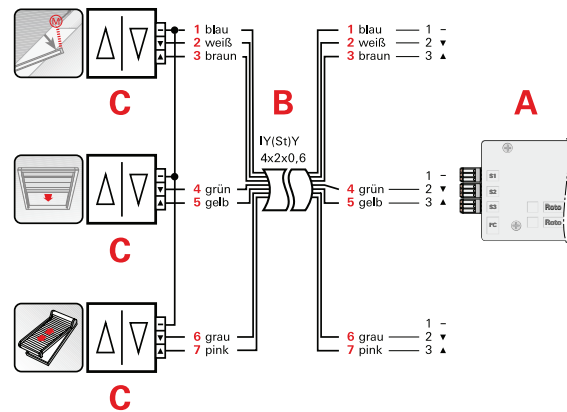 M
C
1 blau
2 weiß
3 braun
B
IY(St)Y
4x2x0,6
1 blau 1 –
2 weiß 2 ▼
3 braun 3 ▲
A
S1
S2
S3 Roto
I²C Roto
C
4 grün
5 gelb
1 –
4 grün 2 ▼
5 gelb 3 ▲
C
6 grau
7 pink
1 –
6 grau 2 ▼
7 pink 3 ▲